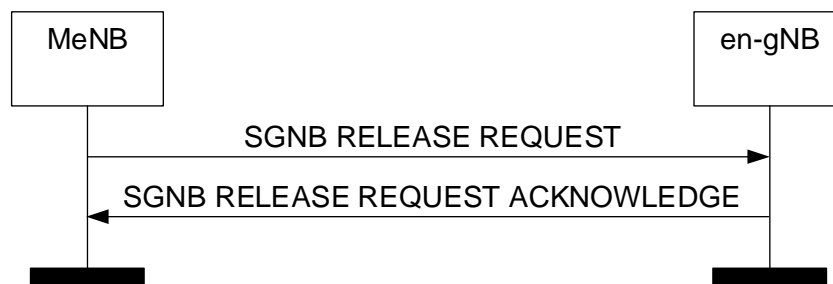 MeNB
en-gNB
SGNB RELEASE REQUEST
SGNB RELEASE REQUEST ACKNOWLEDGE